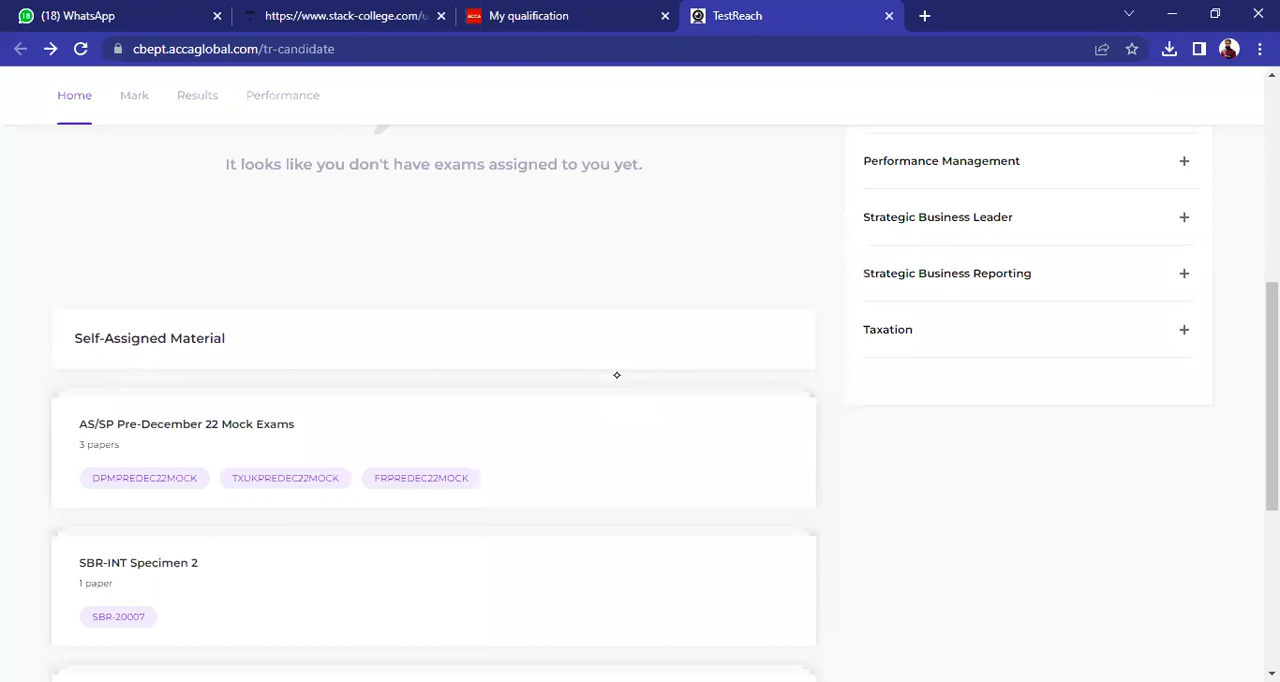 (18) WhatsApp
https://www.stack-college.com/u
My qualification
TestReach
cbept.accaglobal.com/tr-candidate
Home
Mark
Results
Performance
It looks like you don't have exams assigned to you yet.
Performance Management
Strategic Business Leader
Strategic Business Reporting
Taxation
Self-Assigned Material
AS/SP Pre-December 22 Mock Exams
3 papers
DPMPREDEC22MOCK
TXUKPREDEC22MOCK
FRPREDEC22MOCK
SBR-INT Specimen 2
1 paper
SBR-20007